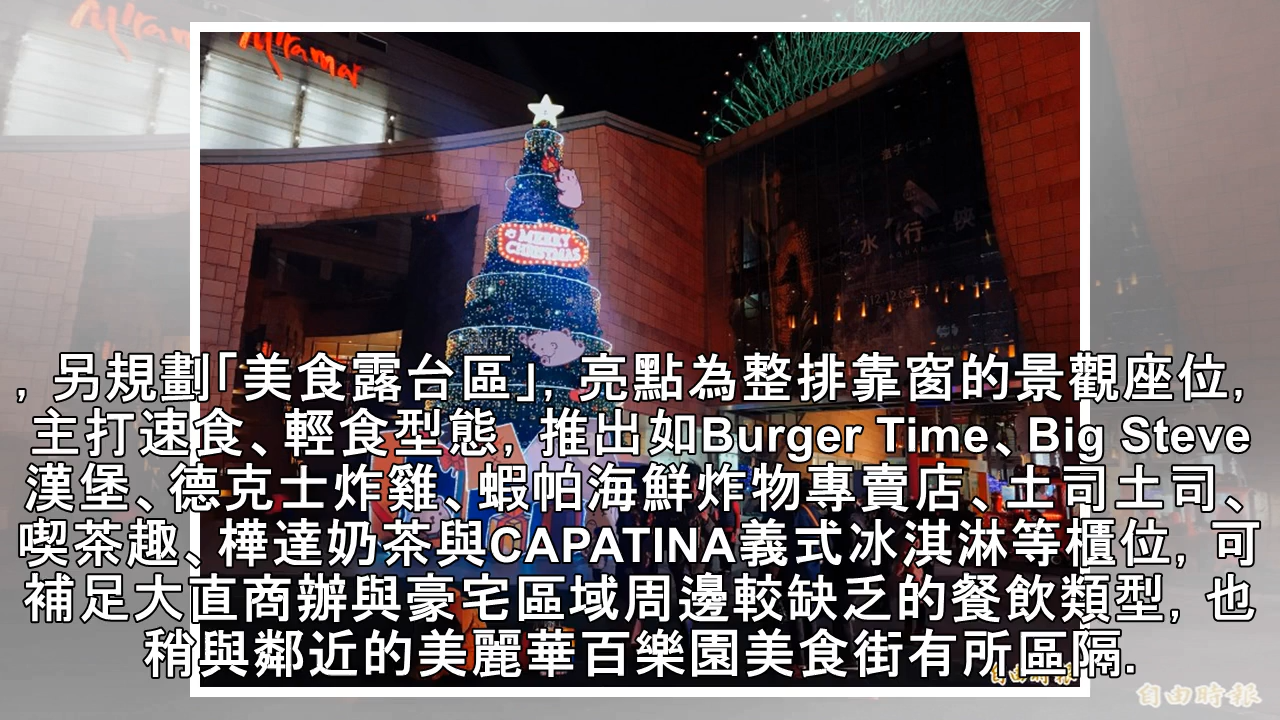 Miramar
Miramar
MERRY
CHRISTMAS
水行俠
，另規劃「美食露台區」，亮點為整排靠窗的景觀座位，
主打速食、輕食型態，推出如Burger Time、Big Steve
漢堡、德克士炸雞、蝦帕海鮮炸物專賣店、土司土司、
喫茶趣、樺達奶茶與CAPATINA義式冰淇淋等櫃位，可
補足大直商辦與豪宅區域周邊較缺乏的餐飲類型，也
稍與鄰近的美麗華百樂園美食街有所區隔.
自由時報
自由時報